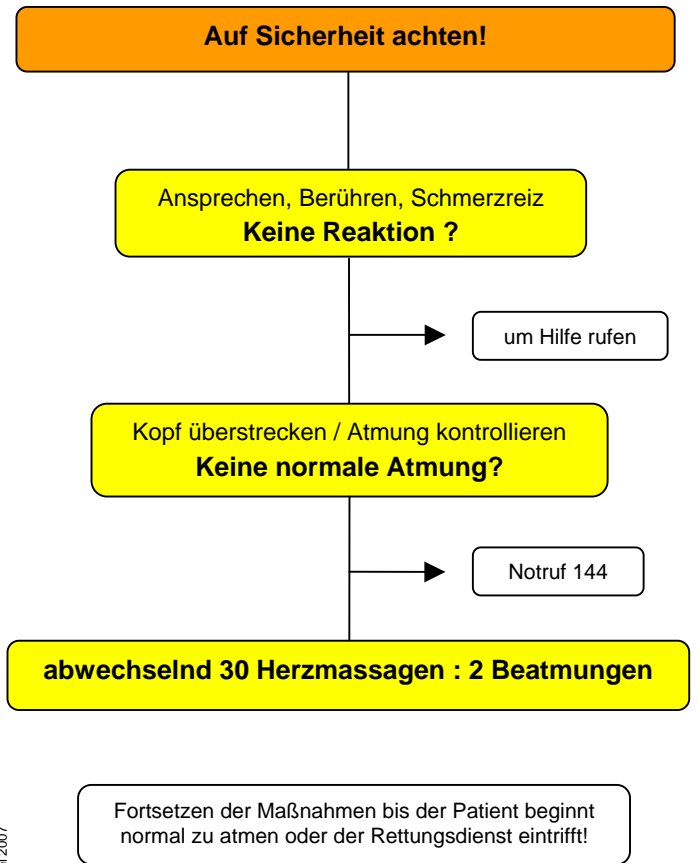 Auf Sicherheit achten!
Ansprechen, Berühren, Schmerzreiz
Keine Reaktion ?
um Hilfe rufen
Kopf überstrecken / Atmung kontrollieren
Keine normale Atmung?
Notruf 144
abwechselnd 30 Herzmassagen : 2 Beatmungen
Fortsetzen der Maßnahmen bis der Patient beginnt
normal zu atmen oder der Rettungsdienst eintrifft!
2007